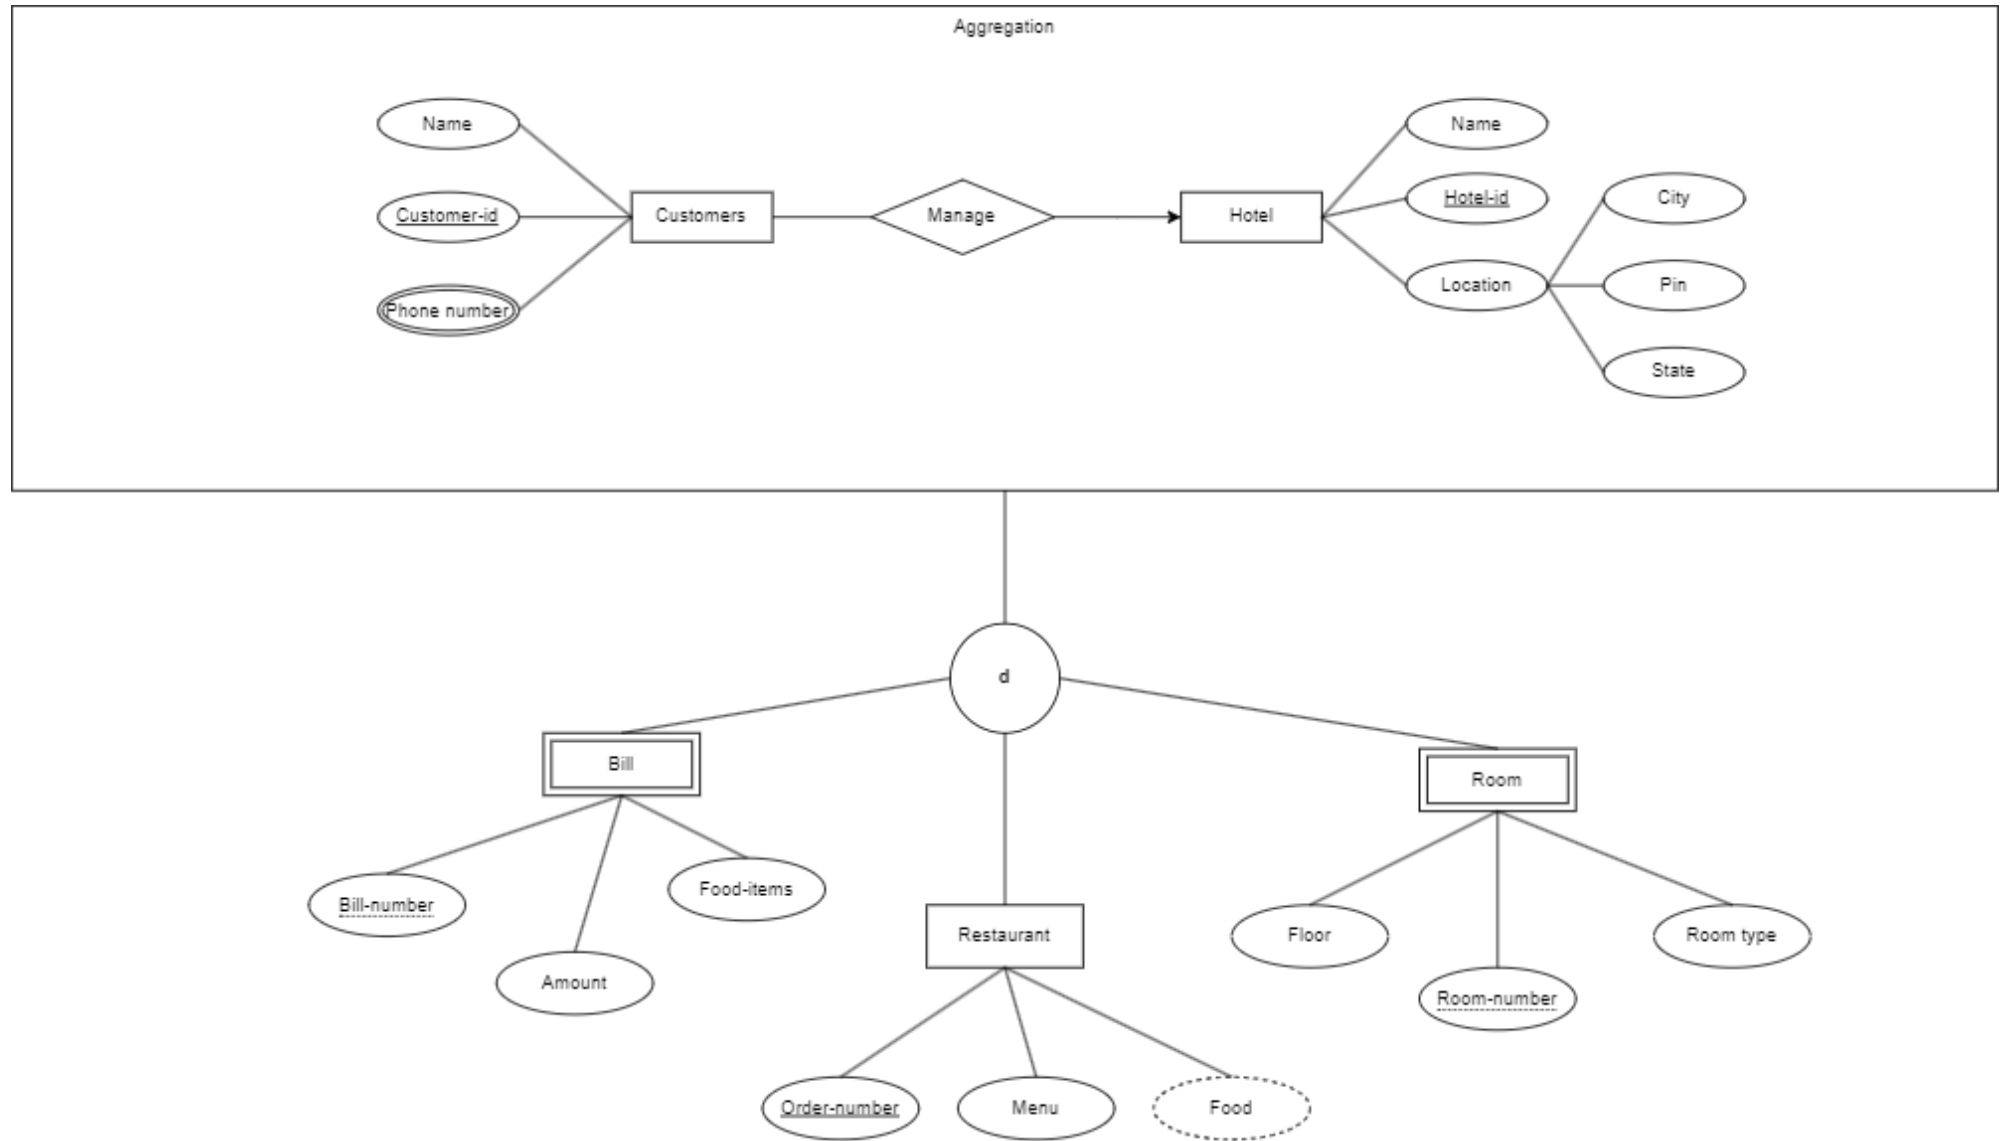 Aggregation
Name
Name
Customer-id
Customers
Manage
Hotel
Hotel-id
City
Phone number
Location
Pin
State
d
Bill
Room
Bill-number
Food-items
Amount
Restaurant
Floor
Room type
Room-number
Order-number
Menu
Food